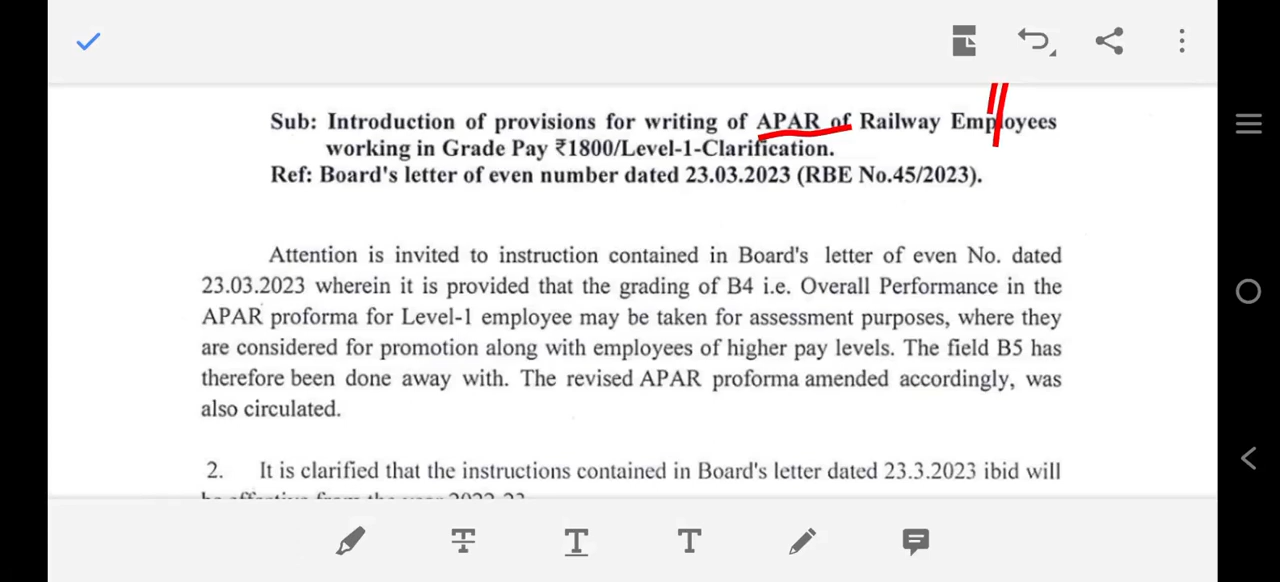 Sub: Introduction of provisions for writing of APAR of Railway Employees
working in Grade Pay ₹1800/Level-1-Clarification.
Ref: Board's letter of even number dated 23.03.2023 (RBE No.45/2023).
Attention is invited to instruction contained in Board's letter of even No. dated
23.03.2023 wherein it is provided that the grading of B4 i.e. Overall Performance in the
APAR proforma for Level-1 employee may be taken for assessment purposes, where they
are considered for promotion along with employees of higher pay levels. The field B5 has
therefore been done away with. The revised APAR proforma amended accordingly, was
also circulated.
2. It is clarified that the instructions contained in Board's letter dated 23.3.2023 ibid will